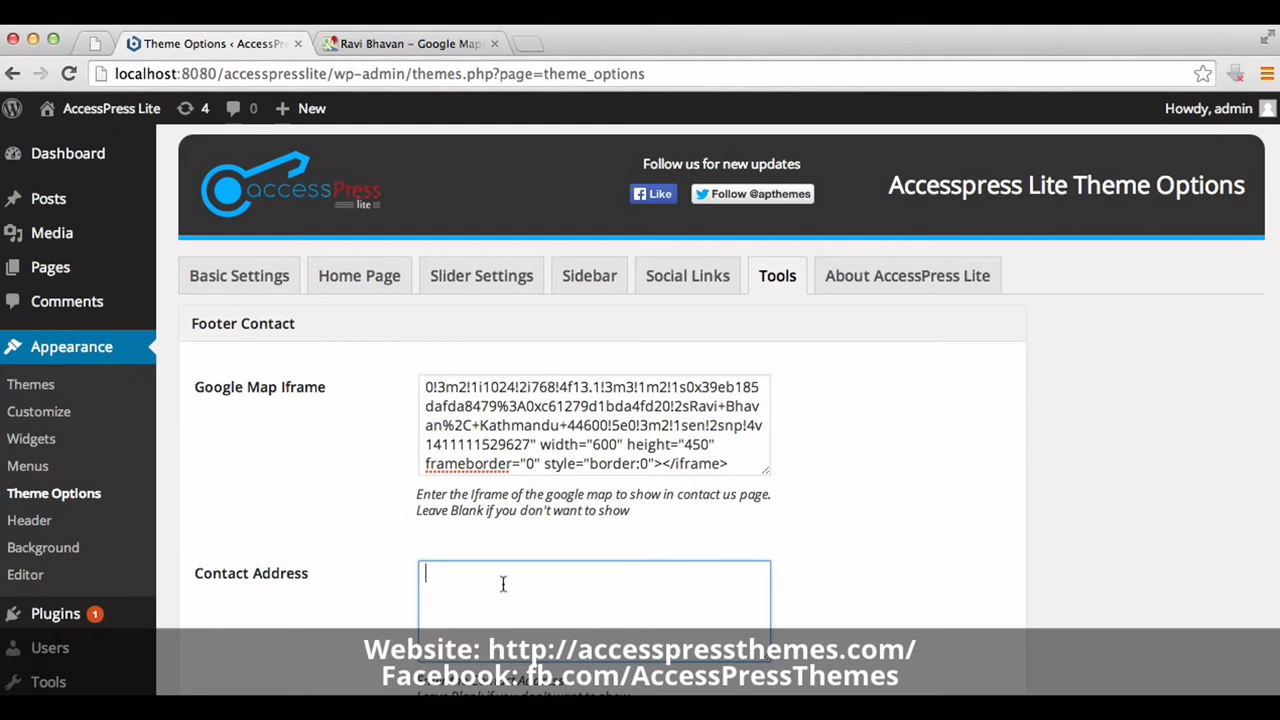 Theme Options ‹ AccessPr
Ravi Bhavan – Google Map
localhost:8080/accesspresslite/wp-admin/themes.php?page=theme_options
AccessPress Lite
4
0
New
Howdy, admin
Dashboard
Posts
Media
Pages
Comments
Appearance
Themes
Customize
Widgets
Menus
Theme Options
Header
Background
Editor
Plugins 1
Users
Tools
accessPress
lite
Follow us for new updates
Like
Follow @apthemes
Accesspress Lite Theme Options
Basic Settings
Home Page
Slider Settings
Sidebar
Social Links
Tools
About AccessPress Lite
Footer Contact
Google Map Iframe
0!3m2!1i1024!2i768!4f13.1!3m3!1m2!1s0x39eb185
dafda8479%3A0xc61279d1bda4fd20!2sRavi+Bhav
an%2C+Kathmandu+44600!5e0!3m2!1sen!2snp!4v
1411111529627" width="600" height="450"
frameborder="0" style="border:0"></iframe>
Enter the Iframe of the google map to show in contact us page.
Leave Blank if you don't want to show
Contact Address
Website: http://accesspressthemes.com/
Facebook: fb.com/AccessPressThemes